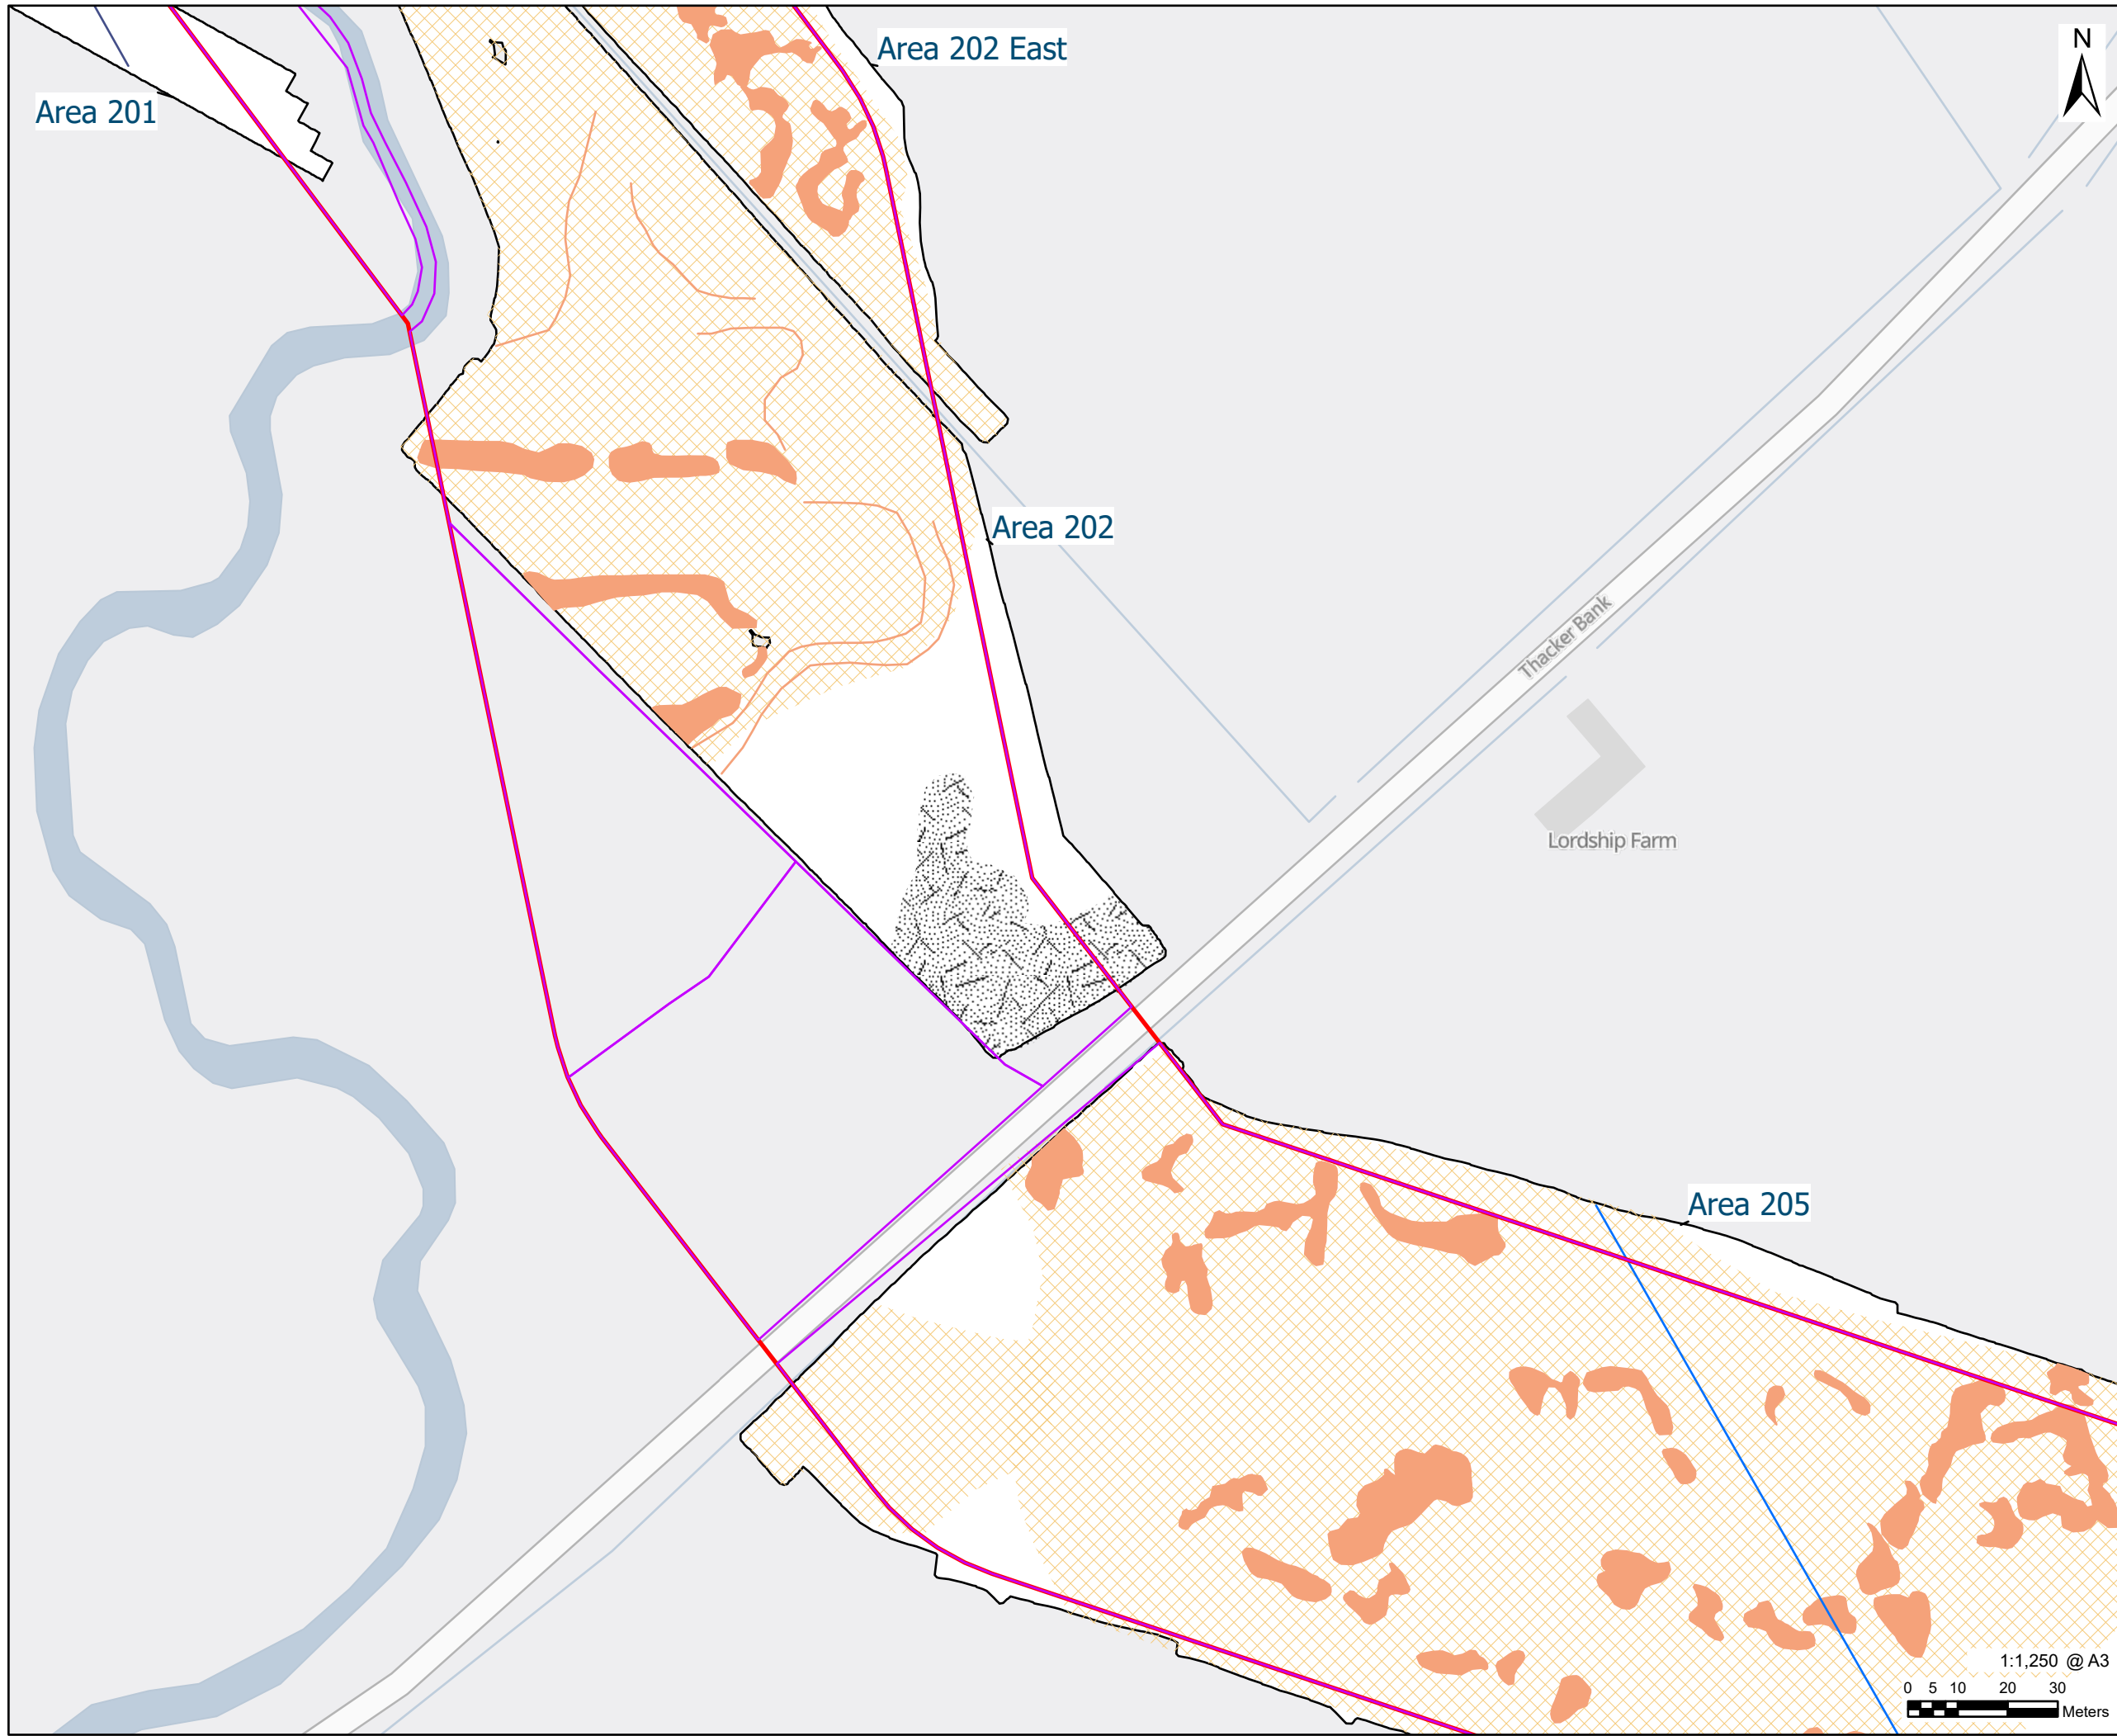 Area 202 East
N
Area 201
Area 202
Thacker Bank
Lordship Farm
Area 205
1:1,250 @ A3
0 5 10 20 30
Meters